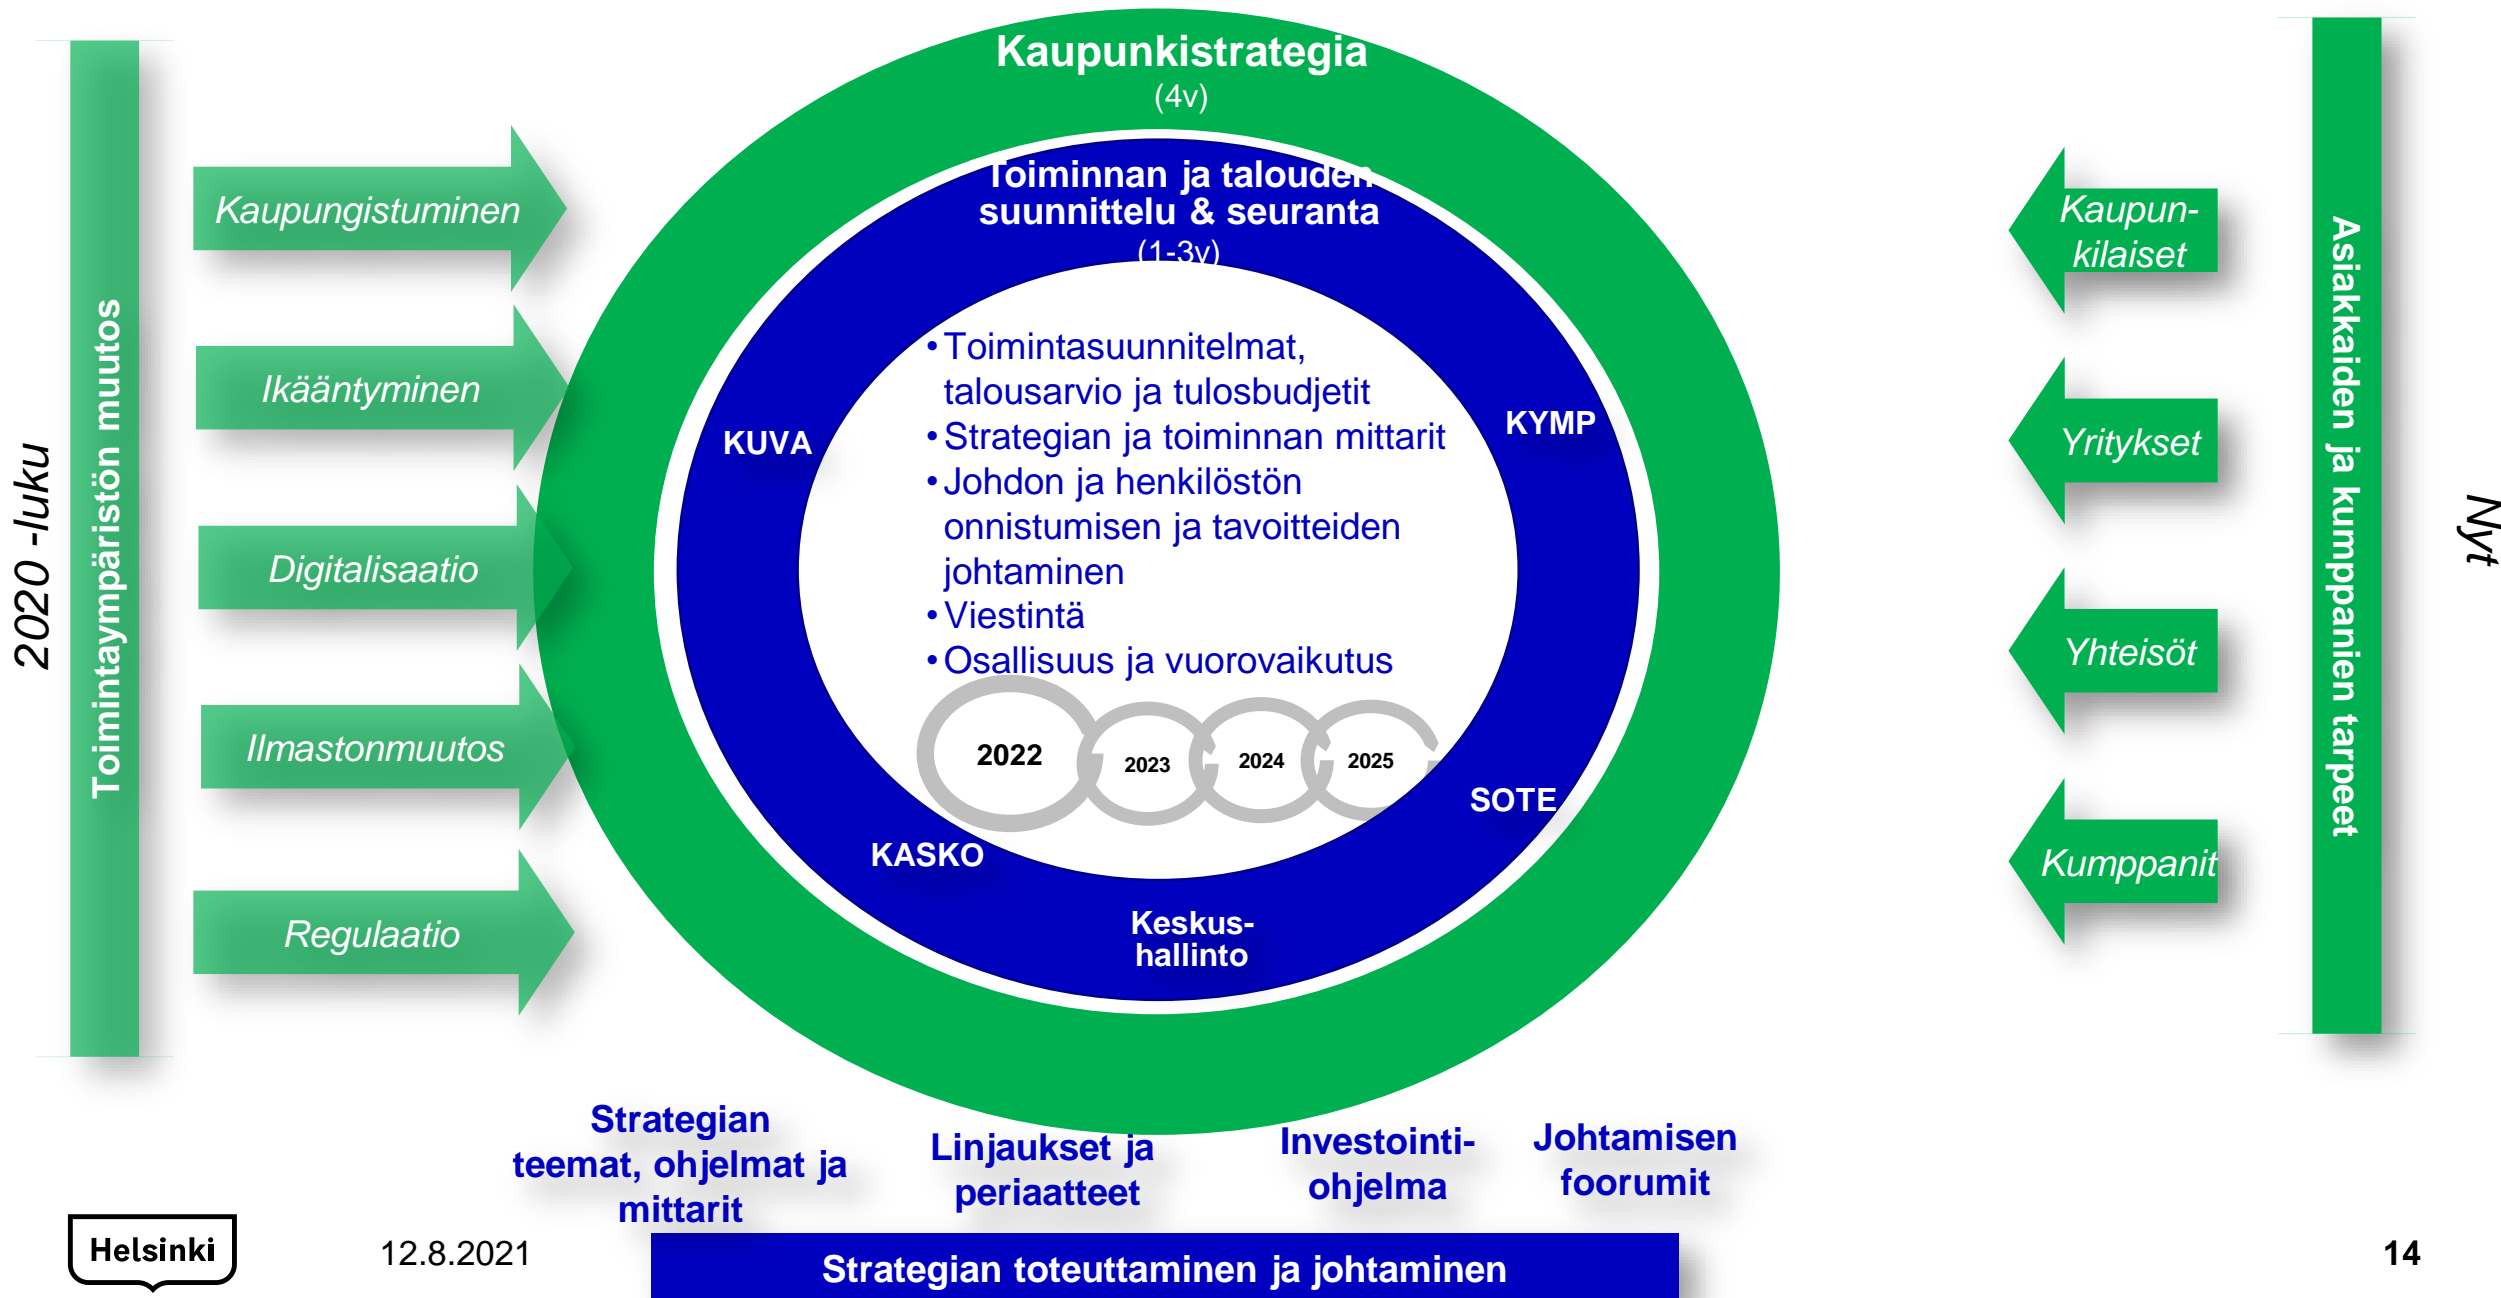 Kaupunkistrategia
(4v)
Toiminnan ja talouden
suunnittelu & seuranta
(1-3v)
2020 -luku
Toimintaympäristön muutos
Kaupungistuminen
Ikääntyminen
Digitalisaatio
Ilmastonmuutos
Regulaatio
KUVA
KYMP
SOTE
KASKO
Keskus-
hallinto
•Toimintasuunnitelmat,
talousarvio ja tulosbudjetit
•Strategian ja toiminnan mittarit
•Johdon ja henkilöstön
onnistumisen ja tavoitteiden
johtaminen
•Viestintä
•Osallisuus ja vuorovaikutus
2022
2023
2024
2025
Kaupun-
kilaiset
Yritykset
Yhteisöt
Kumppanit
Asiakkaiden ja kumppanien tarpeet
Nyt
Strategian
teemat, ohjelmat ja
mittarit
Linjaukset ja
periaatteet
Investointi-
ohjelma
Johtamisen
foorumit
Helsinki
12.8.2021
Strategian toteuttaminen ja johtaminen
14